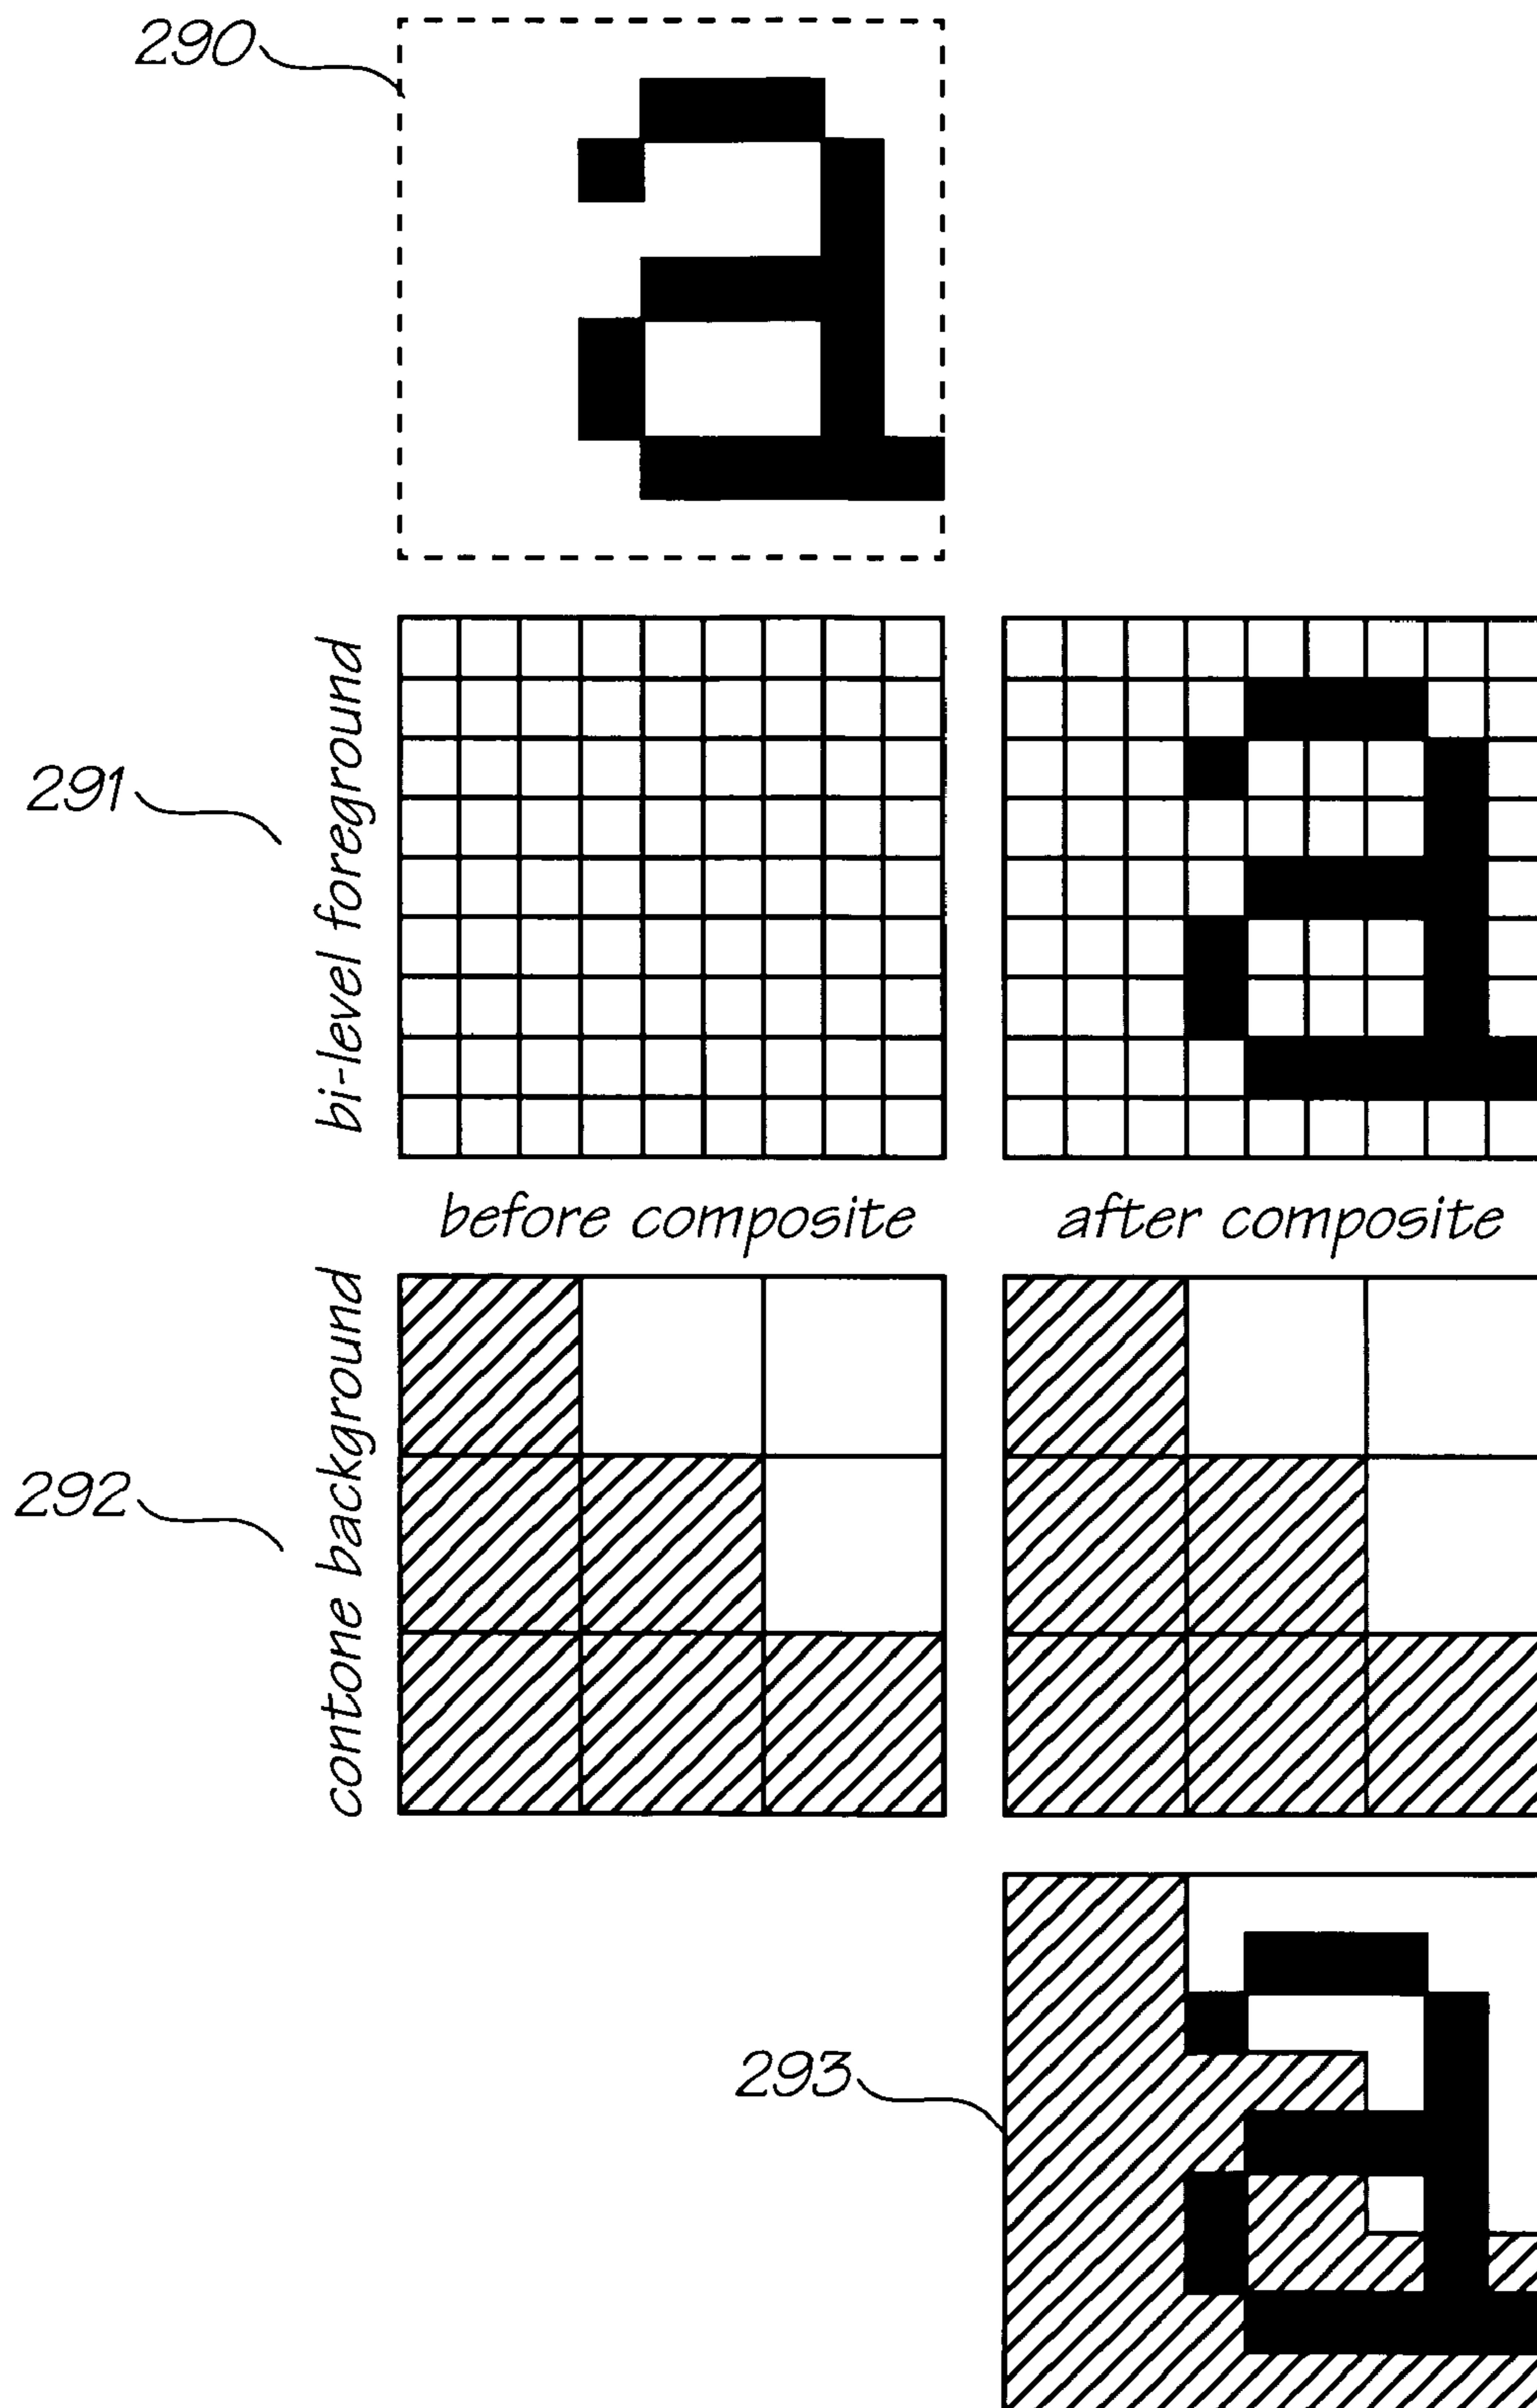 290
291
bi-level foreground
before composite
after composite
292
contone background
293